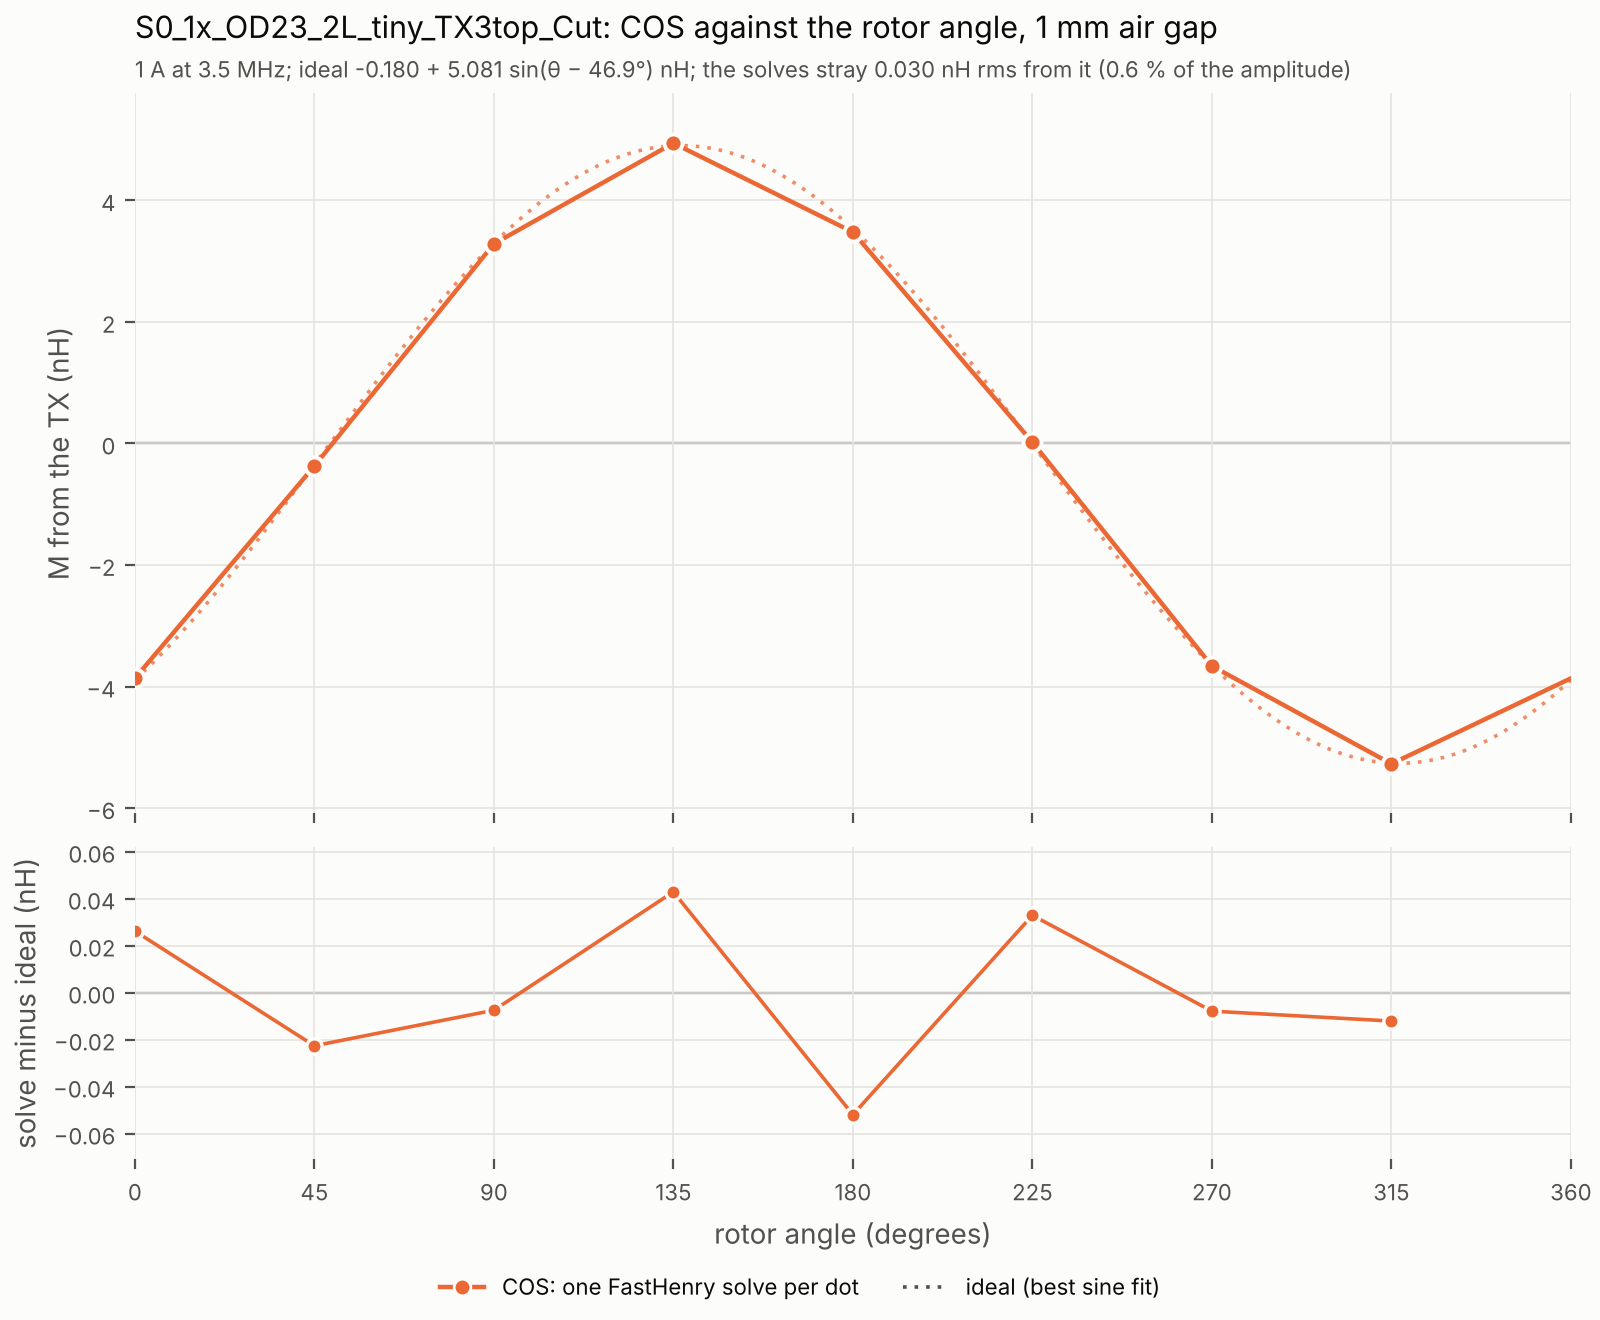 S0_1x_OD23_2L_tiny_TX3top_Cut: COS against the rotor angle, 1 mm air gap
1 A at 3.5 MHz; ideal -0.180 + 5.081 sin(θ − 46.9°) nH; the solves stray 0.030 nH rms from it (0.6 % of the amplitude)
M from the TX (nH)
4
2
0
−2
−4
−6
solve minus ideal (nH)
0.06
0.04
0.02
0.00
−0.02
−0.04
−0.06
0 45 90 135 180 225 270 315 360
rotor angle (degrees)
COS: one FastHenry solve per dot
ideal (best sine fit)